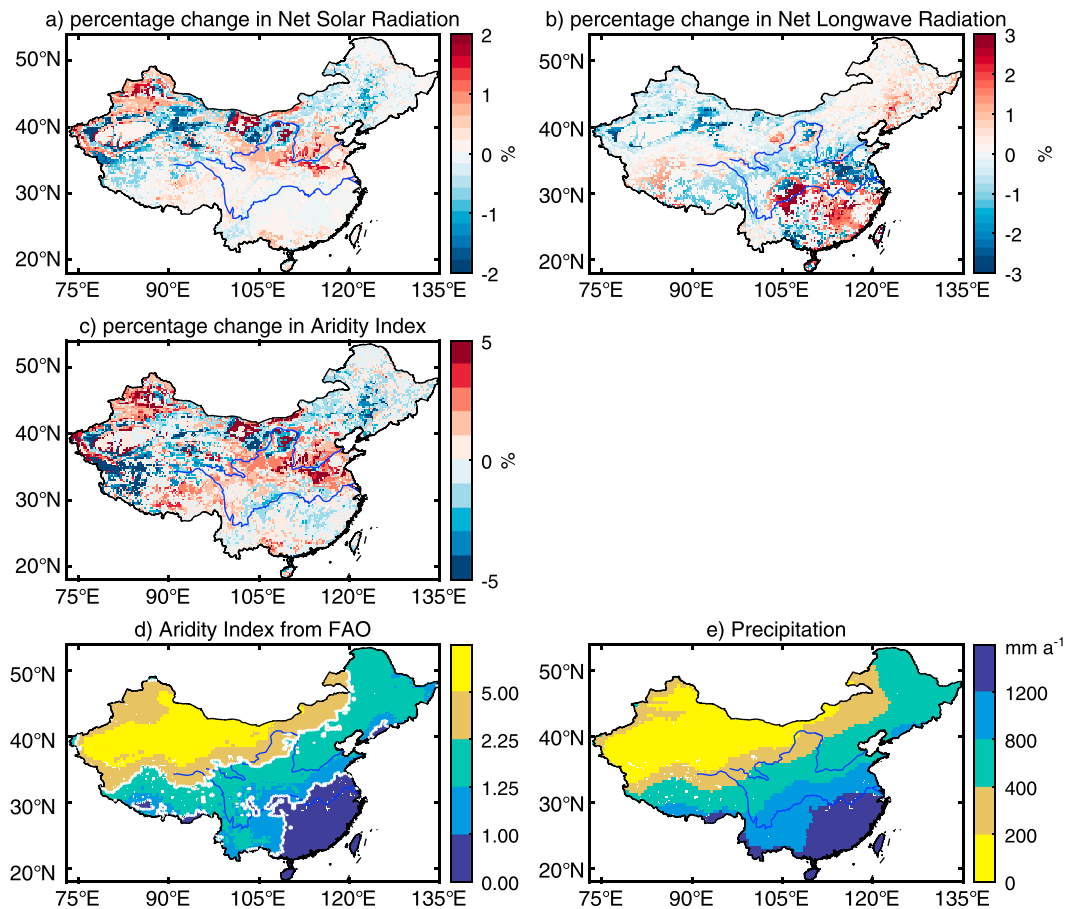 a) percentage change in Net Solar Radiation
50°N
40°N
30°N
20°N
75°E 90°E 105°E 120°E 135°E
2
1
0
-1
-2
%
b) percentage change in Net Longwave Radiation
50°N
40°N
30°N
20°N
75°E 90°E 105°E 120°E 135°E
3
2
1
0
-1
-2
-3
%
c) percentage change in Aridity Index
50°N
40°N
30°N
20°N
75°E 90°E 105°E 120°E 135°E
5
0
-5
%
d) Aridity Index from FAO
50°N
40°N
30°N
20°N
75°E 90°E 105°E 120°E 135°E
5.00
2.25
1.25
1.00
0.00
e) Precipitation
50°N
40°N
30°N
20°N
75°E 90°E 105°E 120°E 135°E
mm a⁻¹
1200
800
400
200
0